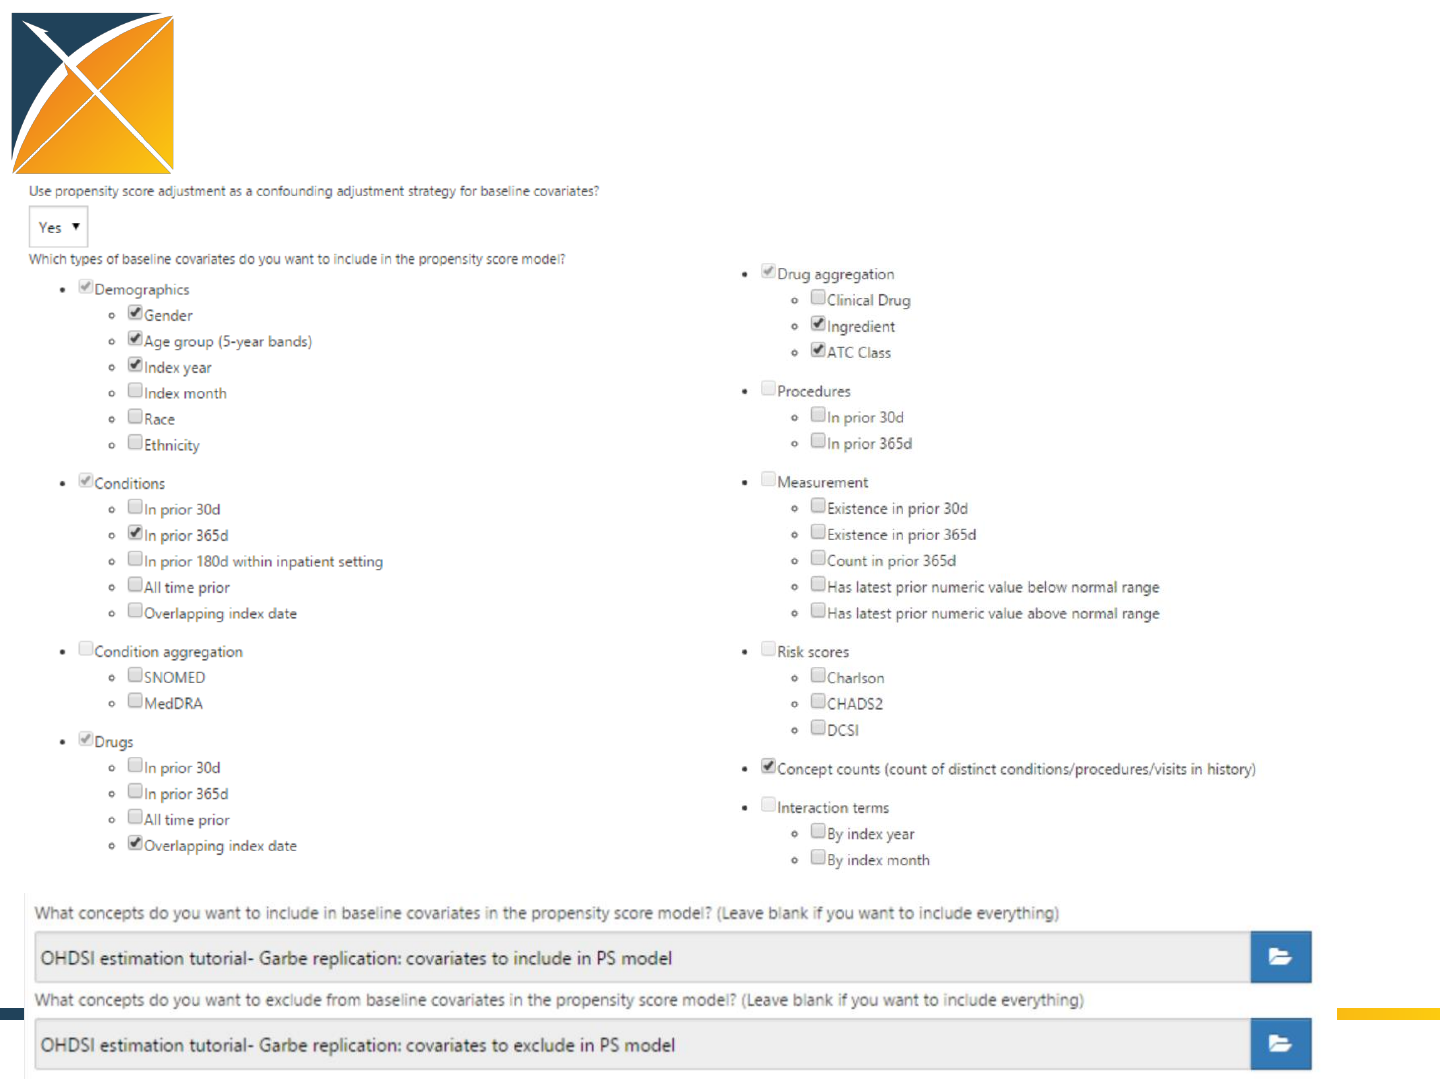 Use propensity score adjustment as a confounding adjustment strategy for baseline covariates?
Yes
Which types of baseline covariates do you want to include in the propensity score model?
Demographics
Gender
Age group (5-year bands)
Index year
Index month
Race
Ethnicity
Conditions
In prior 30d
In prior 365d
In prior 180d within inpatient setting
All time prior
Overlapping index date
Condition aggregation
SNOMED
MedDRA
Drugs
In prior 30d
In prior 365d
All time prior
Overlapping index date
Drug aggregation
Clinical Drug
Ingredient
ATC Class
Procedures
In prior 30d
In prior 365d
Measurement
Existence in prior 30d
Existence in prior 365d
Count in prior 365d
Has latest prior numeric value below normal range
Has latest prior numeric value above normal range
Risk scores
Charlson
CHADS2
DCSI
Concept counts (count of distinct conditions/procedures/visits in history)
Interaction terms
By index year
By index month
What concepts do you want to include in baseline covariates in the propensity score model? (Leave blank if you want to include everything)
OHDSI estimation tutorial- Garbe replication: covariates to include in PS model
What concepts do you want to exclude from baseline covariates in the propensity score model? (Leave blank if you want to include everything)
OHDSI estimation tutorial- Garbe replication: covariates to exclude in PS model